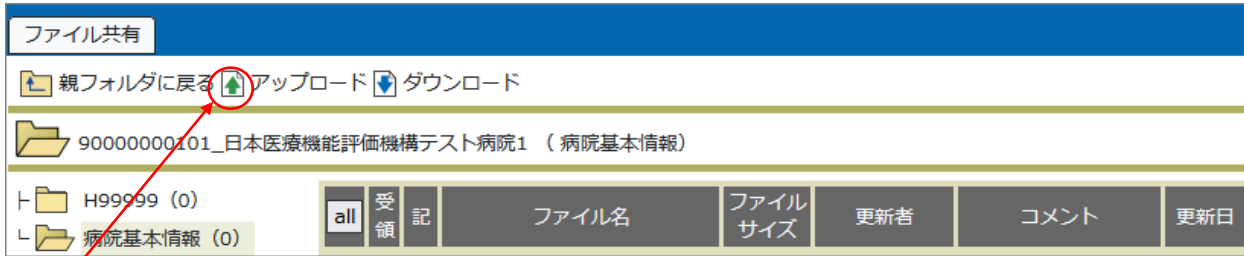 ファイル共有
親フォルダに戻る アップロード ダウンロード
90000000101_日本医療機能評価機構テスト病院1 （ 病院基本情報）
H99999（0）
病院基本情報（0）
all 受領 記 ファイル名 ファイルサイズ 更新者 コメント 更新日